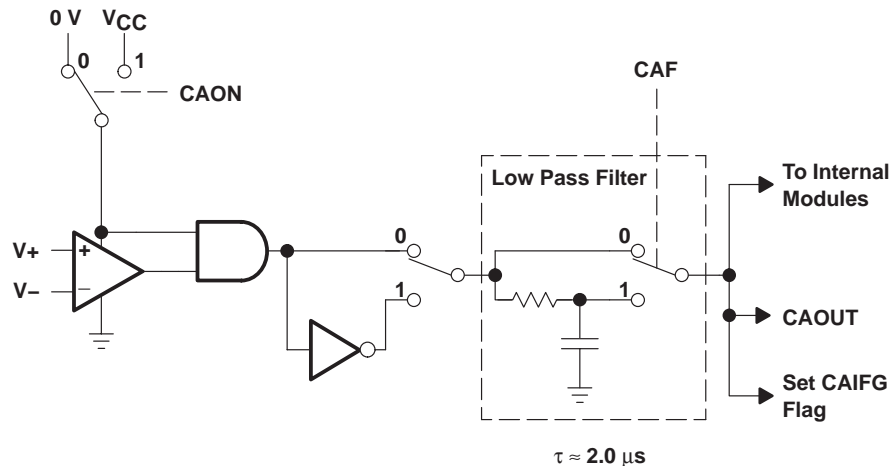 0 V VCC
0 1
CAON
CAF
Low Pass Filter
To Internal
Modules
V+ +
V− −
0
1
0
1
CAOUT
Set CAIFG
Flag
τ ≈ 2.0 μs